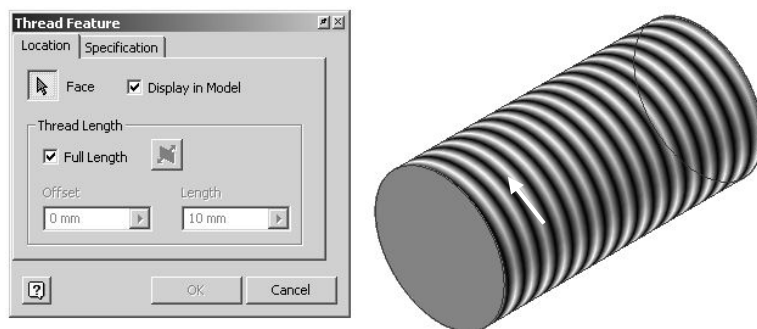 Thread Feature
Location Specification
Face Display in Model
Thread Length
Full Length
Offset Length
0 mm 10 mm
? OK Cancel